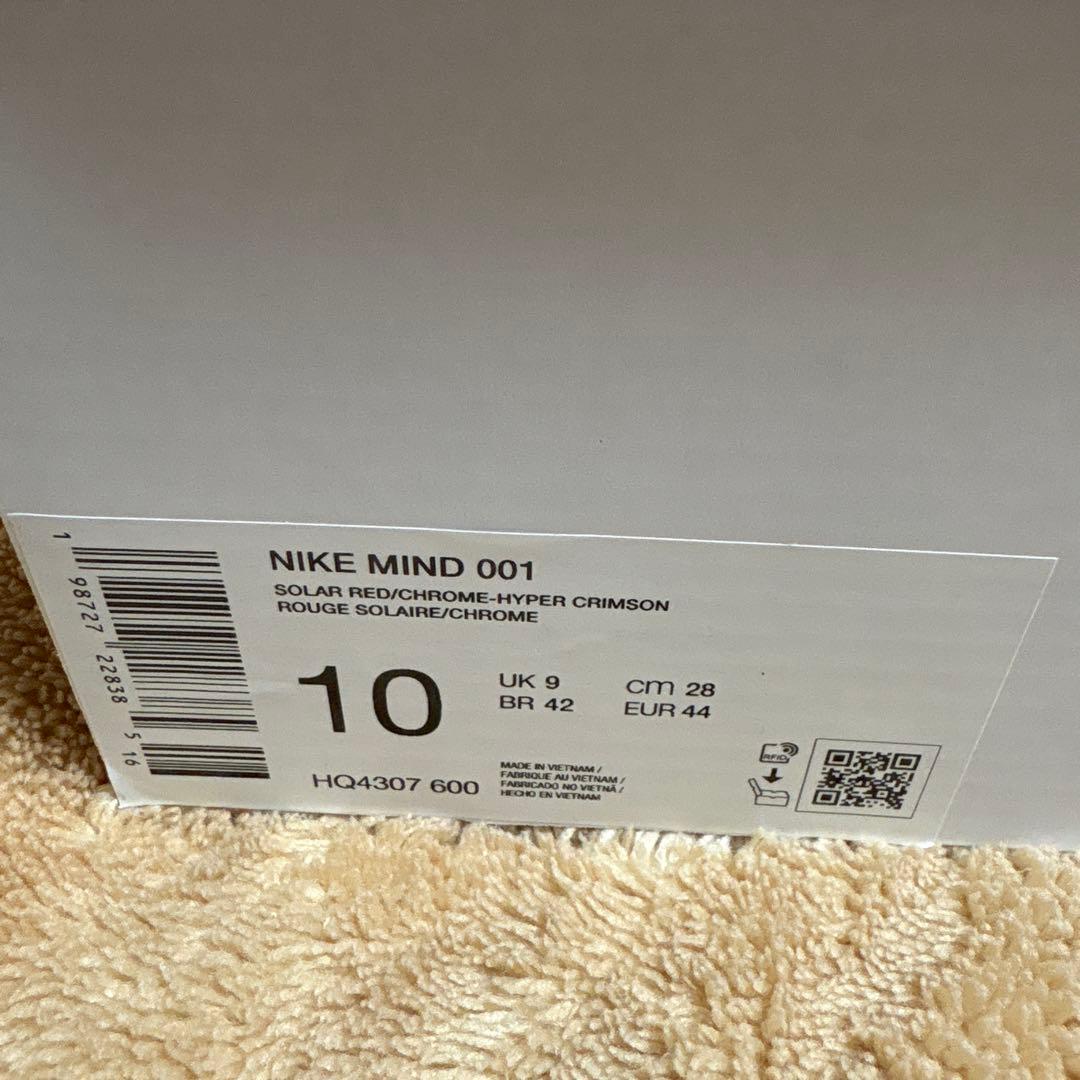 NIKE MIND 001
SOLAR RED/CHROME-HYPER CRIMSON
ROUGE SOLAIRE/CHROME
10
UK 9
BR 42
cm 28
EUR 44
HQ4307 600
MADE IN VIETNAM /
FABRIQUE AU VIETNAM /
FABRICADO NO VIETNÃ /
HECHO EN VIETNAM
RFID
1 98727 22838 5 16